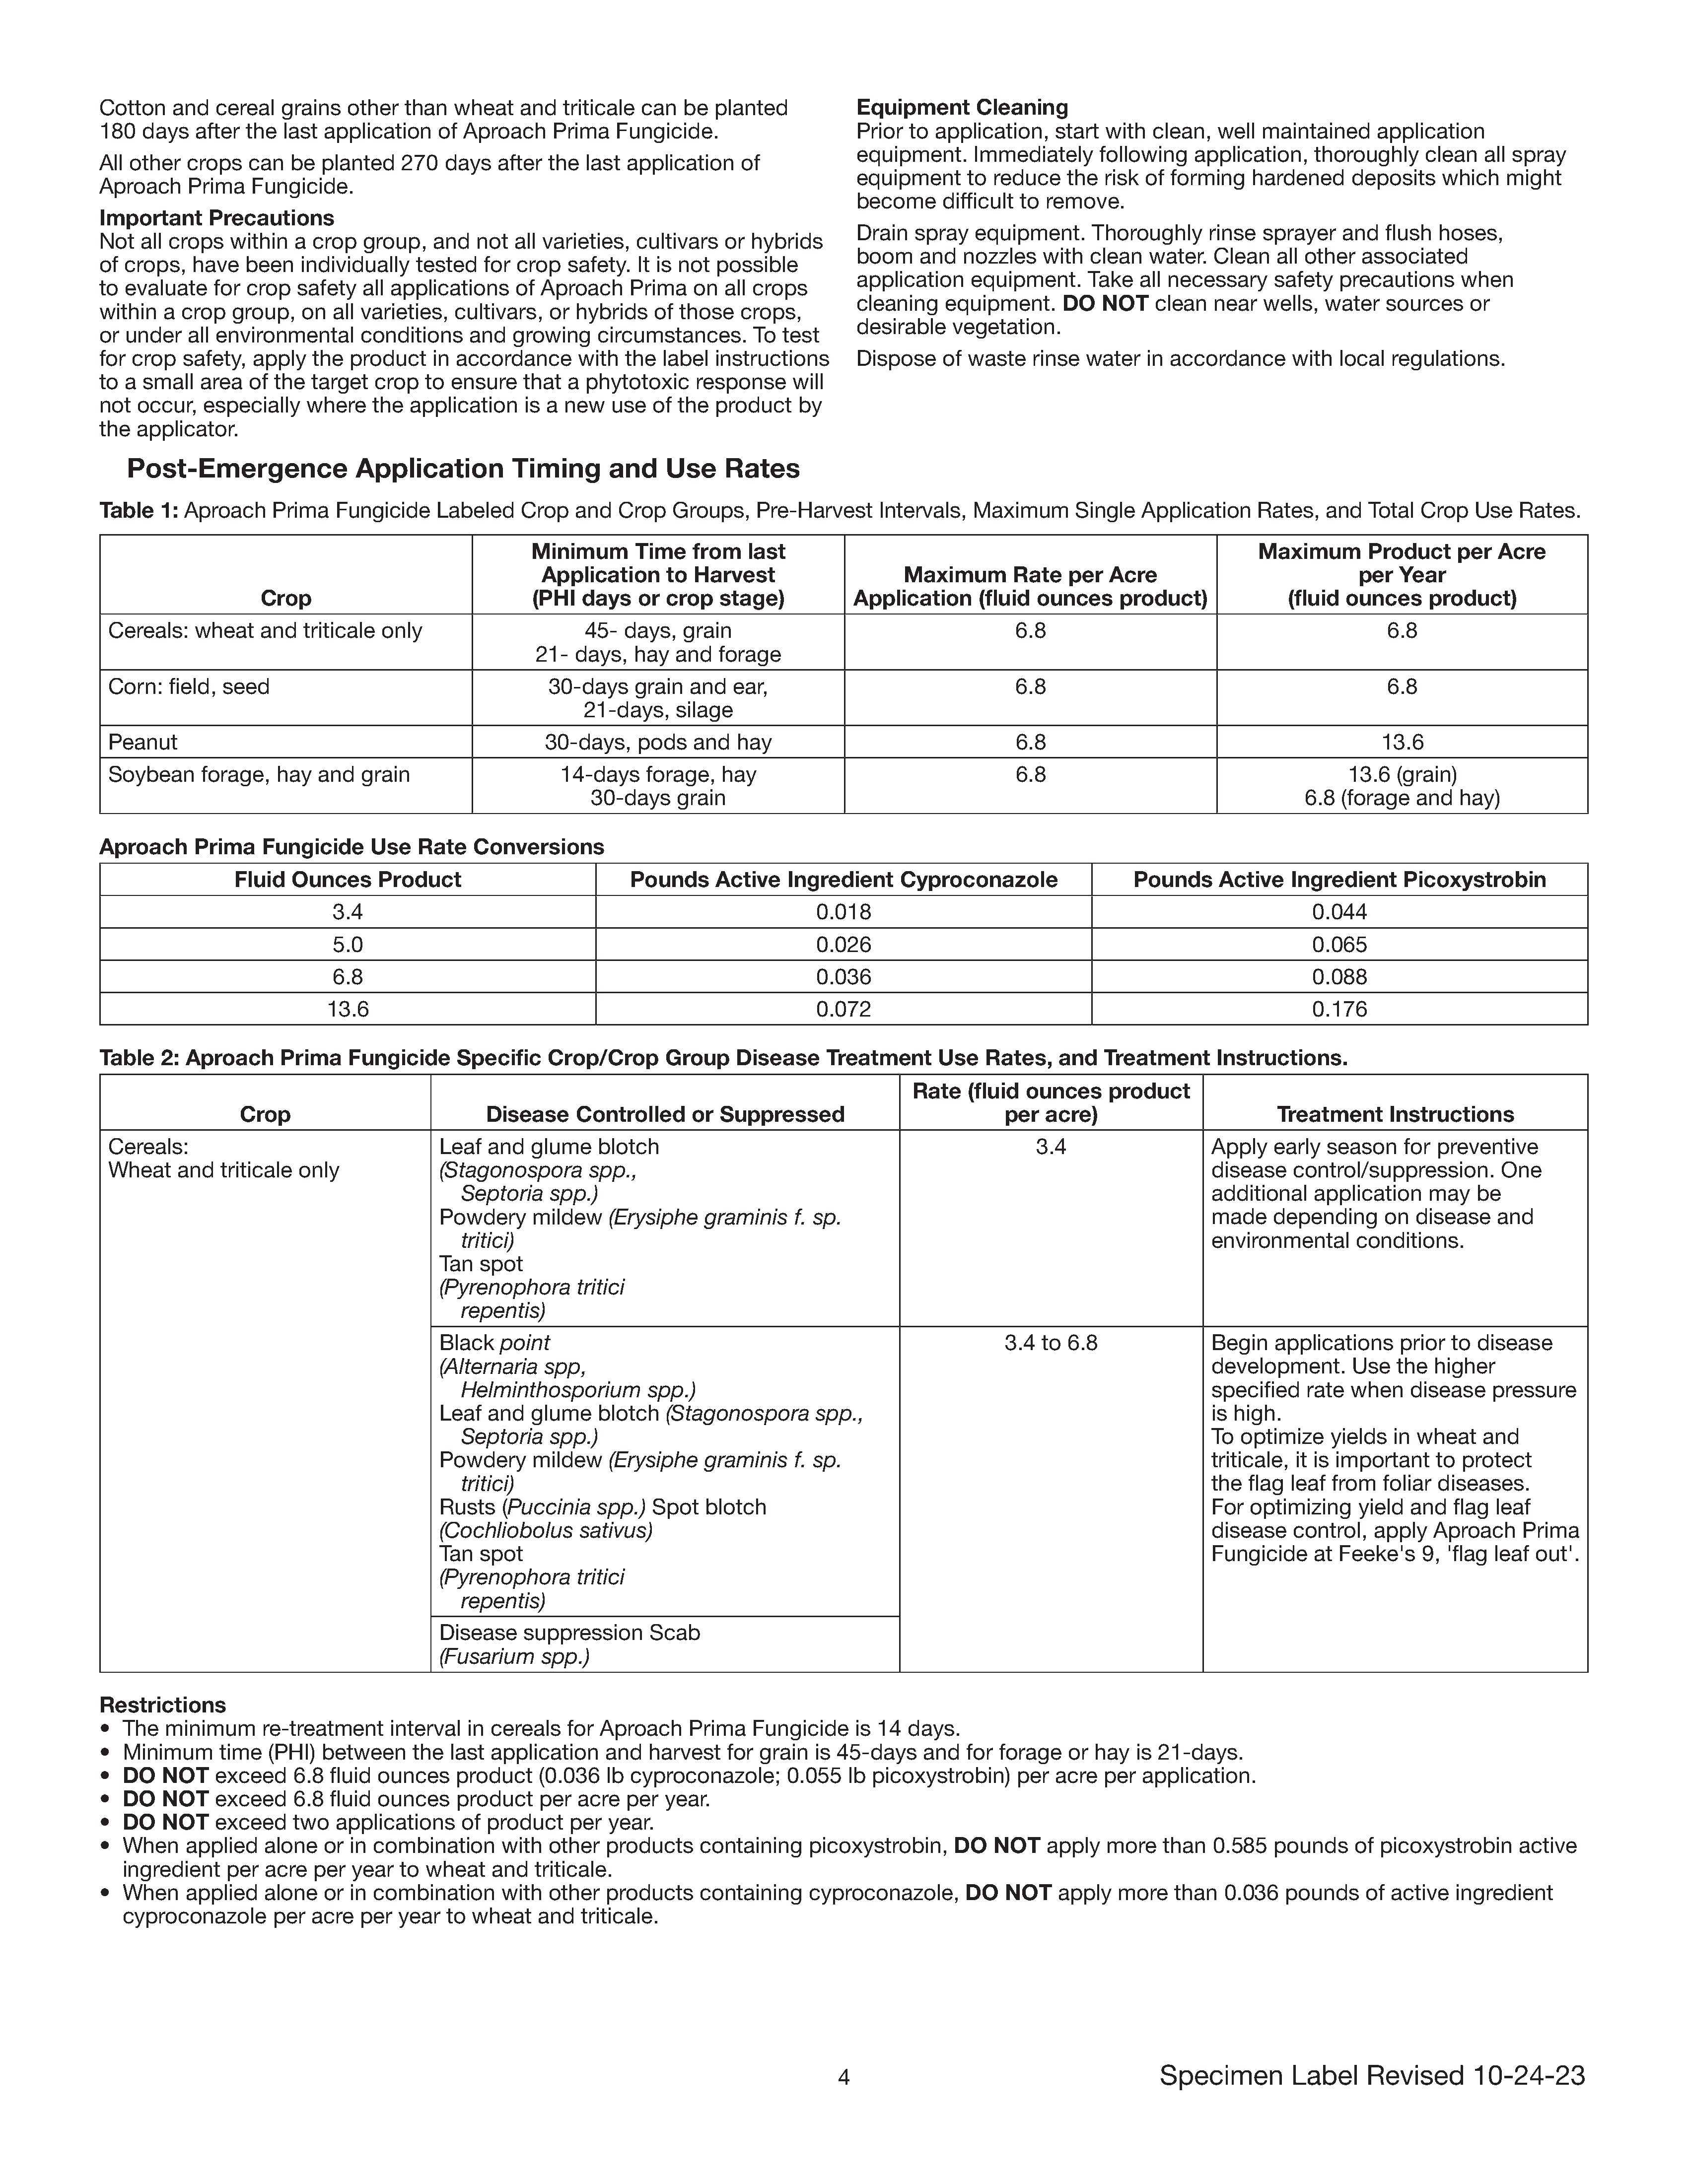 Cotton and cereal grains other than wheat and triticale can be planted
180 days after the last application of Aproach Prima Fungicide.
All other crops can be planted 270 days after the last application of
Aproach Prima Fungicide.
Important Precautions
Not all crops within a crop group, and not all varieties, cultivars or hybrids
of crops, have been individually tested for crop safety. It is not possible
to evaluate for crop safety all applications of Aproach Prima on all crops
within a crop group, on all varieties, cultivars, or hybrids of those crops,
or under all environmental conditions and growing circumstances. To test
for crop safety, apply the product in accordance with the label instructions
to a small area of the target crop to ensure that a phytotoxic response will
not occur, especially where the application is a new use of the product by
the applicator.
Equipment Cleaning
Prior to application, start with clean, well maintained application
equipment. Immediately following application, thoroughly clean all spray
equipment to reduce the risk of forming hardened deposits which might
become difficult to remove.
Drain spray equipment. Thoroughly rinse sprayer and flush hoses,
boom and nozzles with clean water. Clean all other associated
application equipment. Take all necessary safety precautions when
cleaning equipment. DO NOT clean near wells, water sources or
desirable vegetation.
Dispose of waste rinse water in accordance with local regulations.
Post-Emergence Application Timing and Use Rates
Table 1: Aproach Prima Fungicide Labeled Crop and Crop Groups, Pre-Harvest Intervals, Maximum Single Application Rates, and Total Crop Use Rates.
Crop
Minimum Time from last
Application to Harvest
(PHI days or crop stage)
Maximum Rate per Acre
Application (fluid ounces product)
Maximum Product per Acre
per Year
(fluid ounces product)
Cereals: wheat and triticale only
45- days, grain
21- days, hay and forage
6.8
6.8
Corn: field, seed
30-days grain and ear,
21-days, silage
6.8
6.8
Peanut
30-days, pods and hay
6.8
13.6
Soybean forage, hay and grain
14-days forage, hay
30-days grain
6.8
13.6 (grain)
6.8 (forage and hay)
Aproach Prima Fungicide Use Rate Conversions
Fluid Ounces Product
Pounds Active Ingredient Cyproconazole
Pounds Active Ingredient Picoxystrobin
3.4
0.018
0.044
5.0
0.026
0.065
6.8
0.036
0.088
13.6
0.072
0.176
Table 2: Aproach Prima Fungicide Specific Crop/Crop Group Disease Treatment Use Rates, and Treatment Instructions.
Crop
Disease Controlled or Suppressed
Rate (fluid ounces product
per acre)
Treatment Instructions
Cereals:
Wheat and triticale only
Leaf and glume blotch
(Stagonospora spp.,
Septoria spp.)
Powdery mildew (Erysiphe graminis f. sp.
tritici)
Tan spot
(Pyrenophora tritici
repentis)
3.4
Apply early season for preventive
disease control/suppression. One
additional application may be
made depending on disease and
environmental conditions.
Black point
(Alternaria spp,
Helminthosporium spp.)
Leaf and glume blotch (Stagonospora spp.,
Septoria spp.)
Powdery mildew (Erysiphe graminis f. sp.
tritici)
Rusts (Puccinia spp.) Spot blotch
(Cochliobolus sativus)
Tan spot
(Pyrenophora tritici
repentis)
3.4 to 6.8
Begin applications prior to disease
development. Use the higher
specified rate when disease pressure
is high.
To optimize yields in wheat and
triticale, it is important to protect
the flag leaf from foliar diseases.
For optimizing yield and flag leaf
disease control, apply Aproach Prima
Fungicide at Feeke's 9, 'flag leaf out'.
Disease suppression Scab
(Fusarium spp.)
Restrictions
• The minimum re-treatment interval in cereals for Aproach Prima Fungicide is 14 days.
• Minimum time (PHI) between the last application and harvest for grain is 45-days and for forage or hay is 21-days.
• DO NOT exceed 6.8 fluid ounces product (0.036 lb cyproconazole; 0.055 lb picoxystrobin) per acre per application.
• DO NOT exceed 6.8 fluid ounces product per acre per year.
• DO NOT exceed two applications of product per year.
• When applied alone or in combination with other products containing picoxystrobin, DO NOT apply more than 0.585 pounds of picoxystrobin active
ingredient per acre per year to wheat and triticale.
• When applied alone or in combination with other products containing cyproconazole, DO NOT apply more than 0.036 pounds of active ingredient
cyproconazole per acre per year to wheat and triticale.
4
Specimen Label Revised 10-24-23